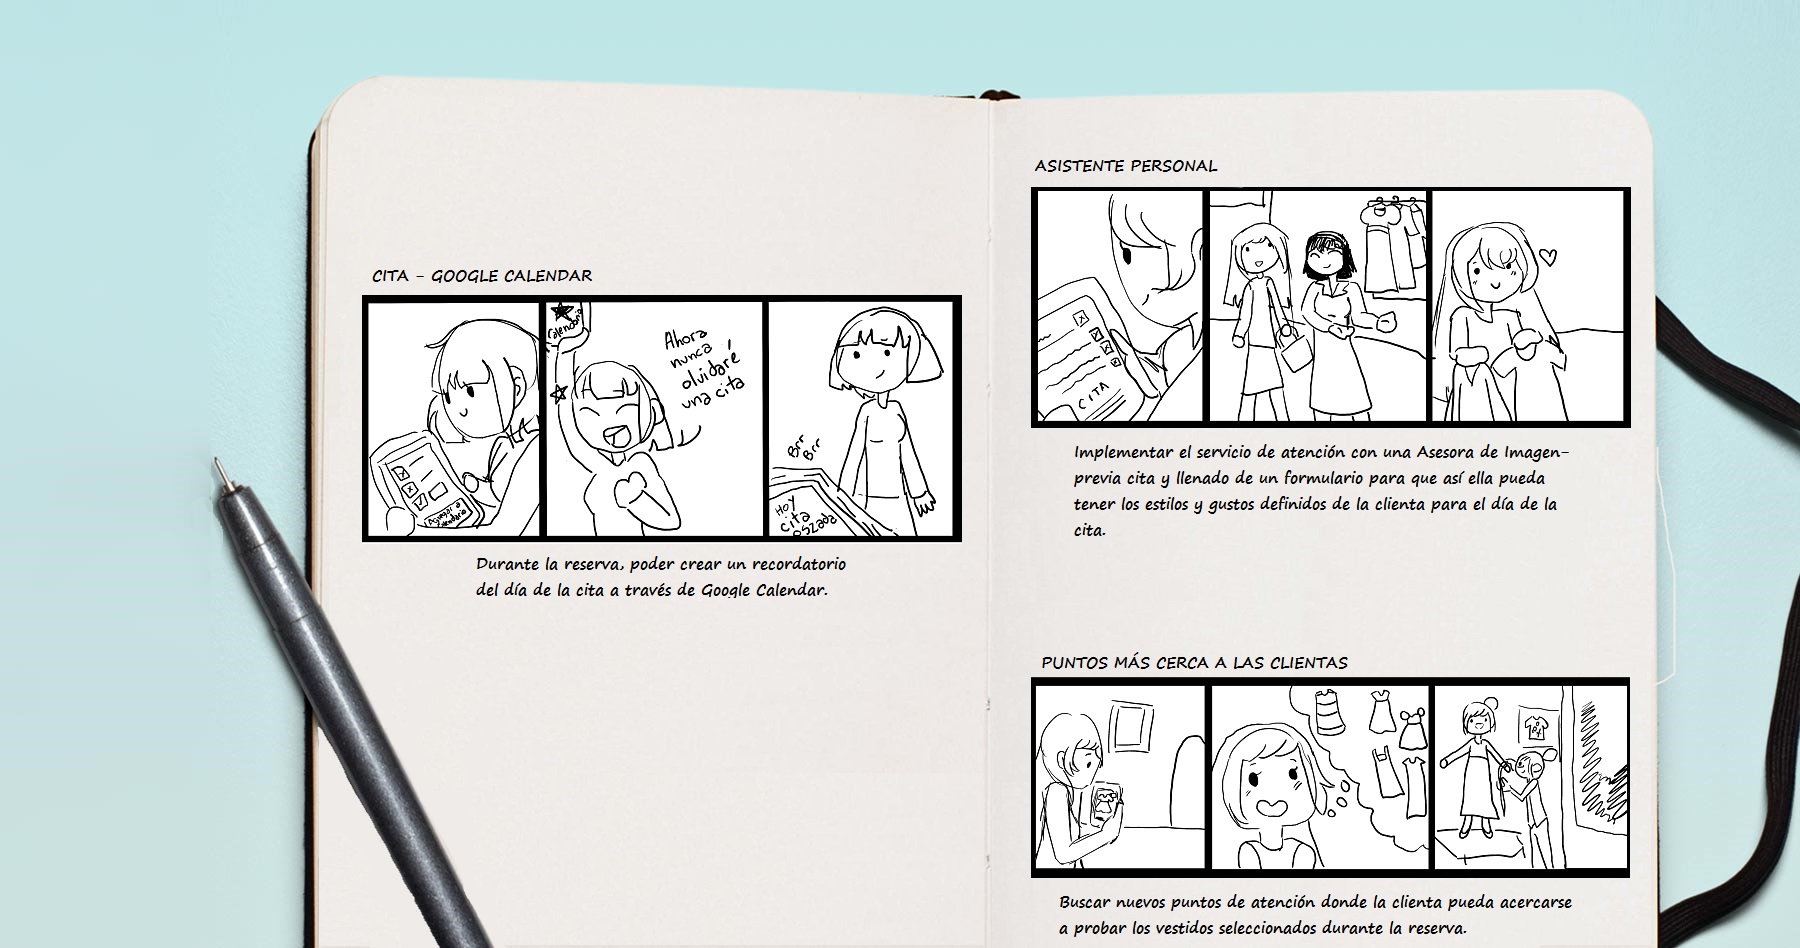 CITA - GOOGLE CALENDAR
Calendario
Ahora
nunca
olvidaré
una cita
Agregar a
calendario
Brr
Brr
Hoy
cita
Durante la reserva, poder crear un recordatorio
del día de la cita a través de Google Calendar.
ASISTENTE PERSONAL
CITA
Implementar el servicio de atención con una Asesora de Imagen-
previa cita y llenado de un formulario para que así ella pueda
tener los estilos y gustos definidos de la clienta para el día de la
cita.
PUNTOS MÁS CERCA A LAS CLIENTAS
Buscar nuevos puntos de atención donde la clienta pueda acercarse
a probar los vestidos seleccionados durante la reserva.